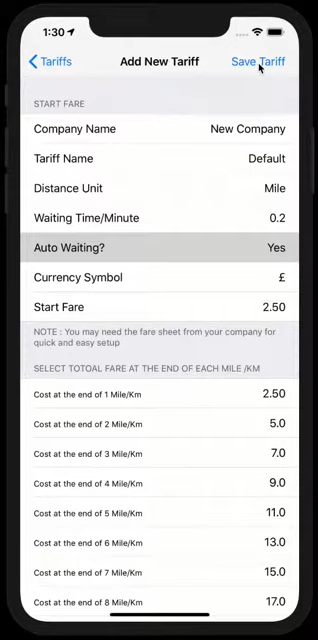 1:30
Tariffs Add New Tariff Save Tariff
START FARE
Company Name New Company
Tariff Name Default
Distance Unit Mile
Waiting Time/Minute 0.2
Auto Waiting? Yes
Currency Symbol £
Start Fare 2.50
NOTE : You may need the fare sheet from your company for
quick and easy setup
SELECT TOTOAL FARE AT THE END OF EACH MILE /KM
Cost at the end of 1 Mile/Km 2.50
Cost at the end of 2 Mile/Km 5.0
Cost at the end of 3 Mile/Km 7.0
Cost at the end of 4 Mile/Km 9.0
Cost at the end of 5 Mile/Km 11.0
Cost at the end of 6 Mile/Km 13.0
Cost at the end of 7 Mile/Km 15.0
Cost at the end of 8 Mile/Km 17.0